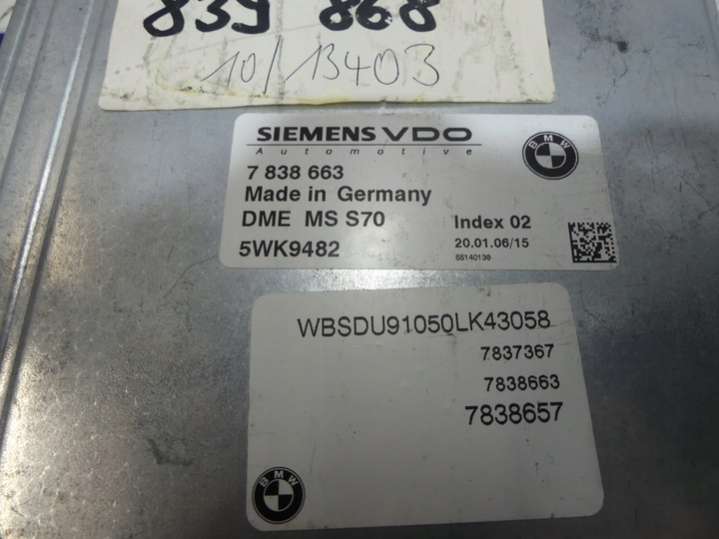 839 868
10/13403
SIEMENS VDO
Automotive
7 838 663
Made in Germany
DME MS S70 Index 02
5WK9482 20.01.06/15
66140139
BMW
WBSDU91050LK43058
7837367
7838663
7838657
BMW